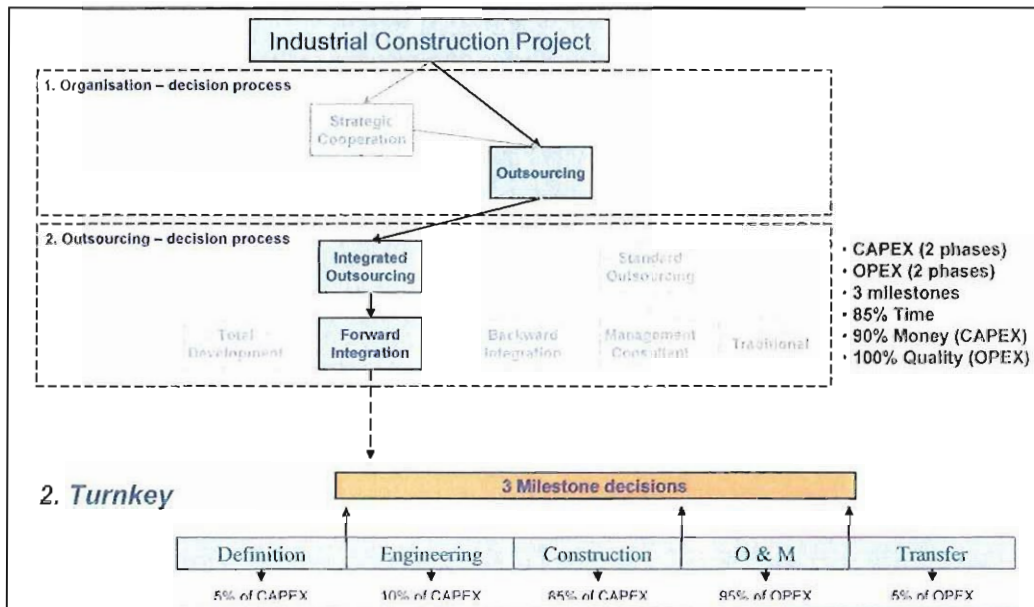 Industrial Construction Project
1. Organisation – decision process
Strategic
Cooperation
Outsourcing
2. Outsourcing – decision process
Integrated
Outsourcing
Standard
Outsourcing
Total
Development
Forward
Integration
Backward
Integration
Management
Consultant
Traditional
· CAPEX (2 phases)
· OPEX (2 phases)
· 3 milestones
· 85% Time
· 90% Money (CAPEX)
· 100% Quality (OPEX)
2. Turnkey
3 Milestone decisions
Definition
Engineering
Construction
O & M
Transfer
5% of CAPEX
10% of CAPEX
85% of CAPEX
95% of OPEX
5% of OPEX